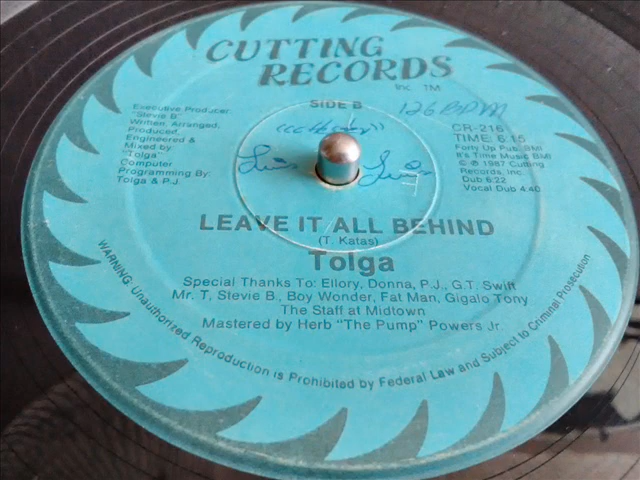 CUTTING
RECORDS
Inc. TM
SIDE B
126 BPM
Executive Producer:
"Stevie B."
Written, Arranged,
Produced,
Engineered &
Mixed by
"Tolga"
Computer
Programming By:
Tolga & P.J.
CR-216
TIME: 6:15
Forty Up Pub. BMI
It's Time Music BMI
© ℗ 1987 Cutting
Records, Inc.
Dub 6:22
Vocal Dub 4:40
LEAVE IT ALL BEHIND
(T. Katas)
Tolga
Special Thanks To: Ellory, Donna, P.J., G.T. Swift
Mr. T, Stevie B., Boy Wonder, Fat Man, Gigalo Tony
The Staff at Midtown
Mastered by Herb "The Pump" Powers Jr.
WARNING: Unauthorized Reproduction is Prohibited by Federal Law and Subject to Criminal Prosecution